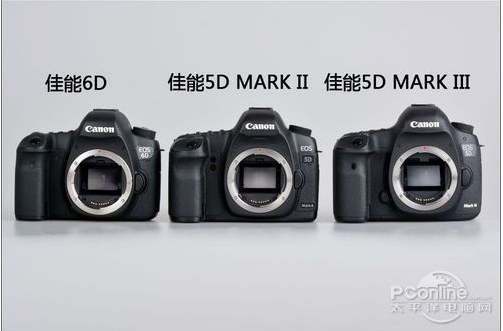 佳能6D 佳能5D MARK II 佳能5D MARK III
Canon Canon Canon
EOS 6D EOS 5D EOS 5D
Mark II Mark III
PConline
太平洋电脑网